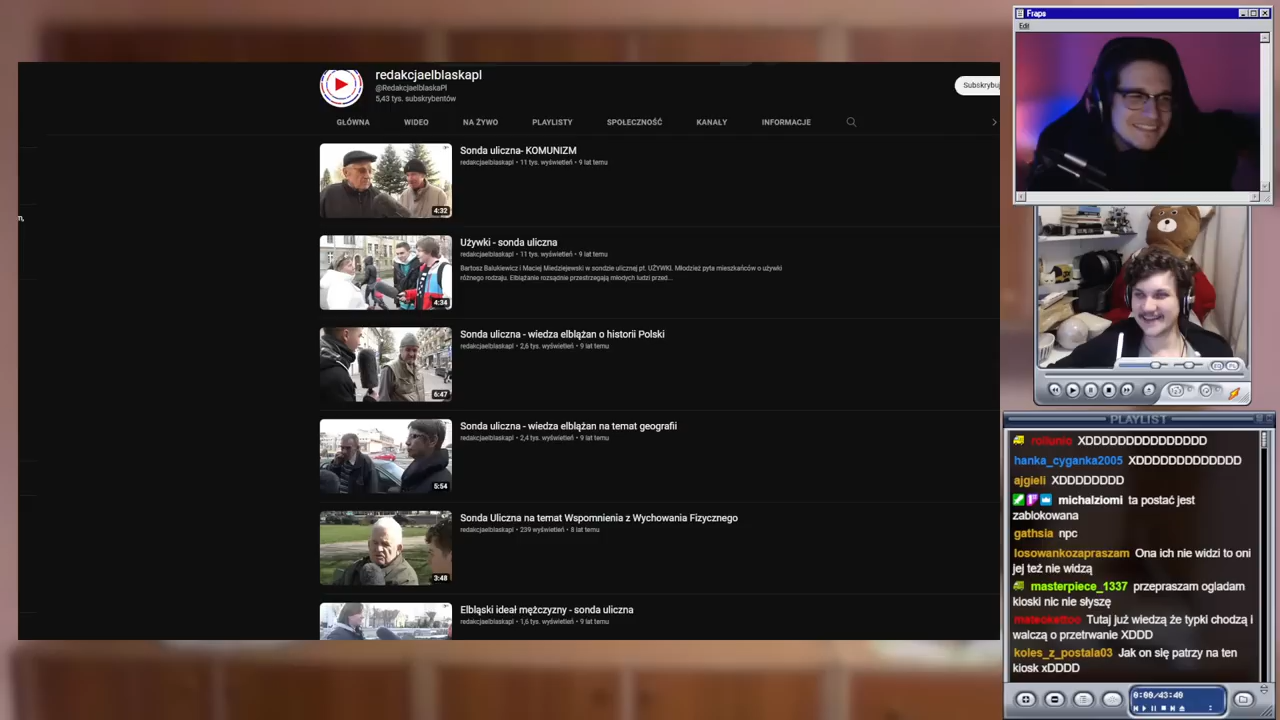 redakcjaelblaskapl
@RedakcjaElblaskaPl
5,43 tys. subskrybentów
Subskrybuj
GŁÓWNA
WIDEO
NA ŻYWO
PLAYLISTY
SPOŁECZNOŚĆ
KANAŁY
INFORMACJE
Sonda uliczna- KOMUNIZM
redakcjaelblaskapl • 11 tys. wyświetleń • 9 lat temu
4:32
Używki - sonda uliczna
redakcjaelblaskapl • 11 tys. wyświetleń • 9 lat temu
Bartosz Balukiewicz i Maciej Miedziejewski w sondzie ulicznej pt. UŻYWKI. Młodzież pyta mieszkańców o używki
różnego rodzaju. Elblążanie rozsądnie przestrzegają młodych ludzi przed...
4:34
Sonda uliczna - wiedza elblążan o historii Polski
redakcjaelblaskapl • 2,6 tys. wyświetleń • 9 lat temu
6:47
Sonda uliczna - wiedza elblążan na temat geografii
redakcjaelblaskapl • 2,4 tys. wyświetleń • 9 lat temu
5:54
Sonda Uliczna na temat Wspomnienia z Wychowania Fizycznego
redakcjaelblaskapl • 239 wyświetleń • 8 lat temu
3:48
Elbląski ideał mężczyzny - sonda uliczna
redakcjaelblaskapl • 1,6 tys. wyświetleń • 9 lat temu
Fraps
Edit
PLAYLIST
rollunio XDDDDDDDDDDDDDDDD
hanka_cyganka2005 XDDDDDDDDDDDDD
ajgieli XDDDDDDDD
michalziomi ta postać jest
zablokowana
gathsia npc
losowankozapraszam Ona ich nie widzi to oni
jej też nie widzą
masterpiece_1337 przepraszam ogladam
kioski nic nie słyszę
mateokottoo Tutaj już wiedzą że typki chodzą i
walczą o przetrwanie XDDD
koles_z_postala03 Jak on się patrzy na ten
kiosk xDDDD
0:00/43:40